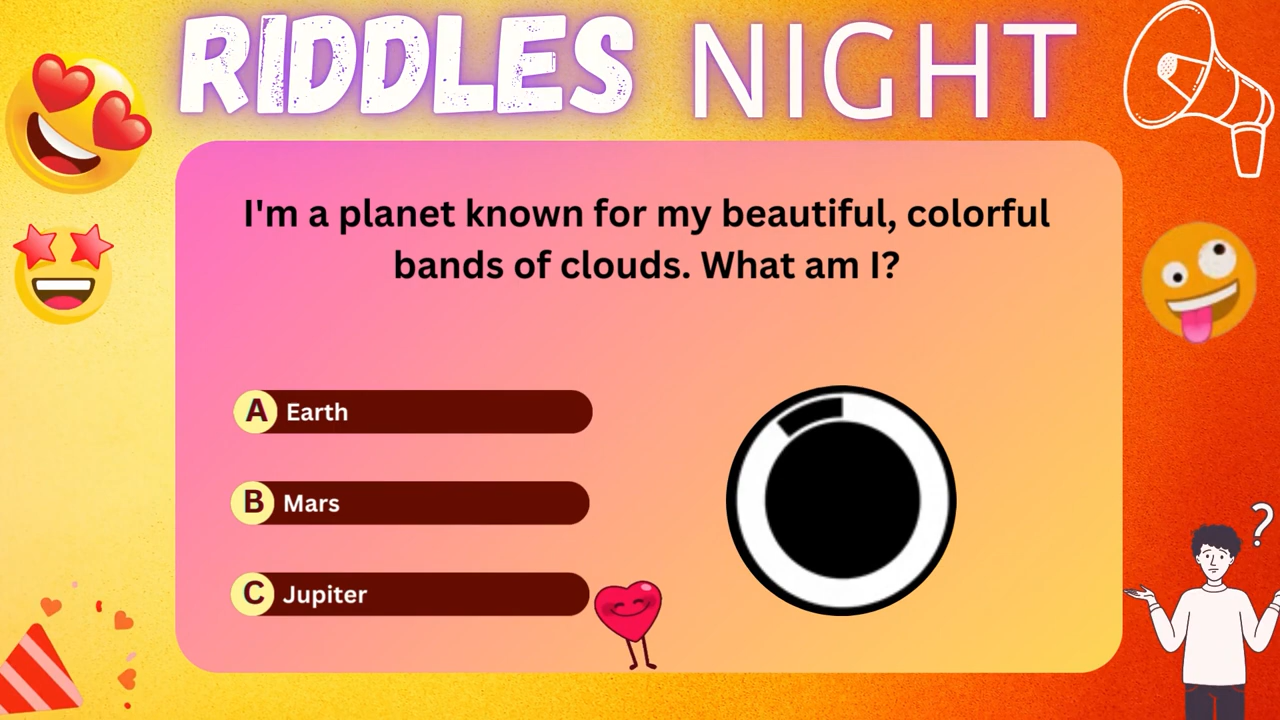 RIDDLES NIGHT
I'm a planet known for my beautiful, colorful
bands of clouds. What am I?
A Earth
B Mars
C Jupiter
?